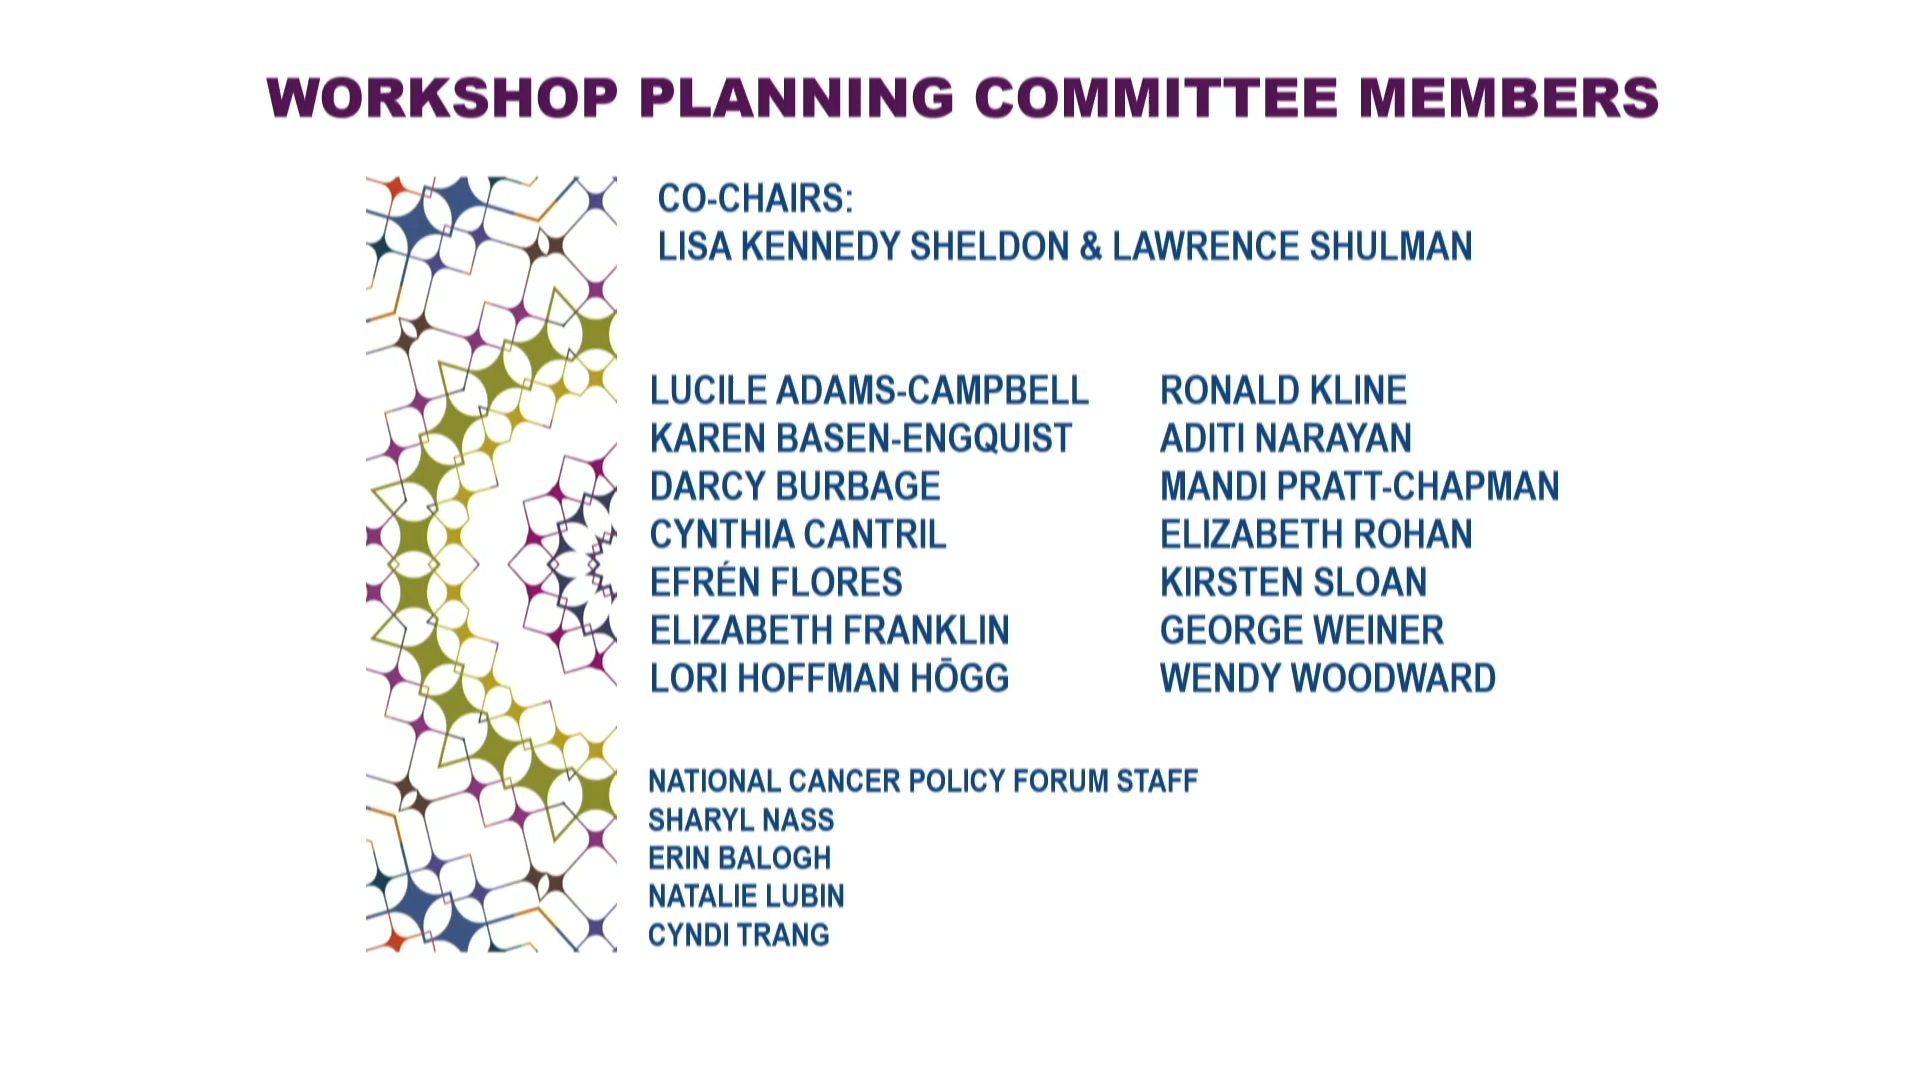 WORKSHOP PLANNING COMMITTEE MEMBERS
CO-CHAIRS:
LISA KENNEDY SHELDON & LAWRENCE SHULMAN
LUCILE ADAMS-CAMPBELL
KAREN BASEN-ENGQUIST
DARCY BURBAGE
CYNTHIA CANTRIL
EFRÉN FLORES
ELIZABETH FRANKLIN
LORI HOFFMAN HŌGG
RONALD KLINE
ADITI NARAYAN
MANDI PRATT-CHAPMAN
ELIZABETH ROHAN
KIRSTEN SLOAN
GEORGE WEINER
WENDY WOODWARD
NATIONAL CANCER POLICY FORUM STAFF
SHARYL NASS
ERIN BALOGH
NATALIE LUBIN
CYNDI TRANG